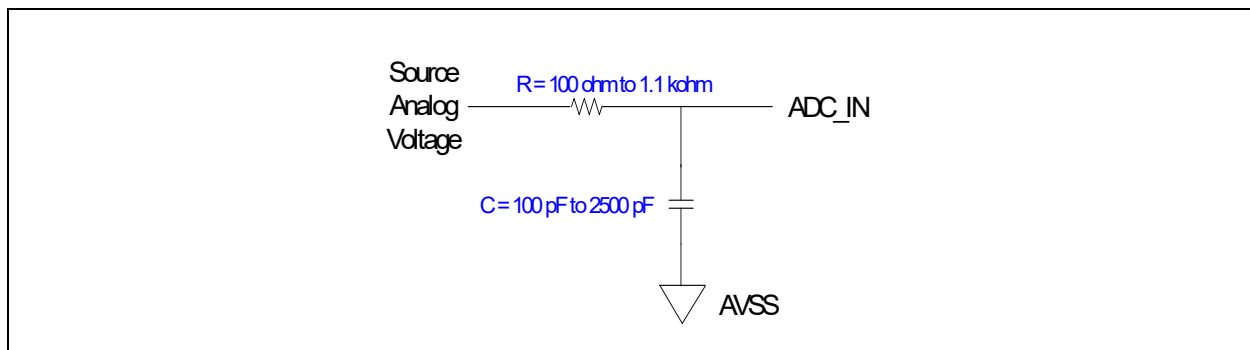 Source
Analog
Voltage
R = 100 ohm to 1.1 kohm
ADC_IN
C = 100 pF to 2500 pF
AVSS